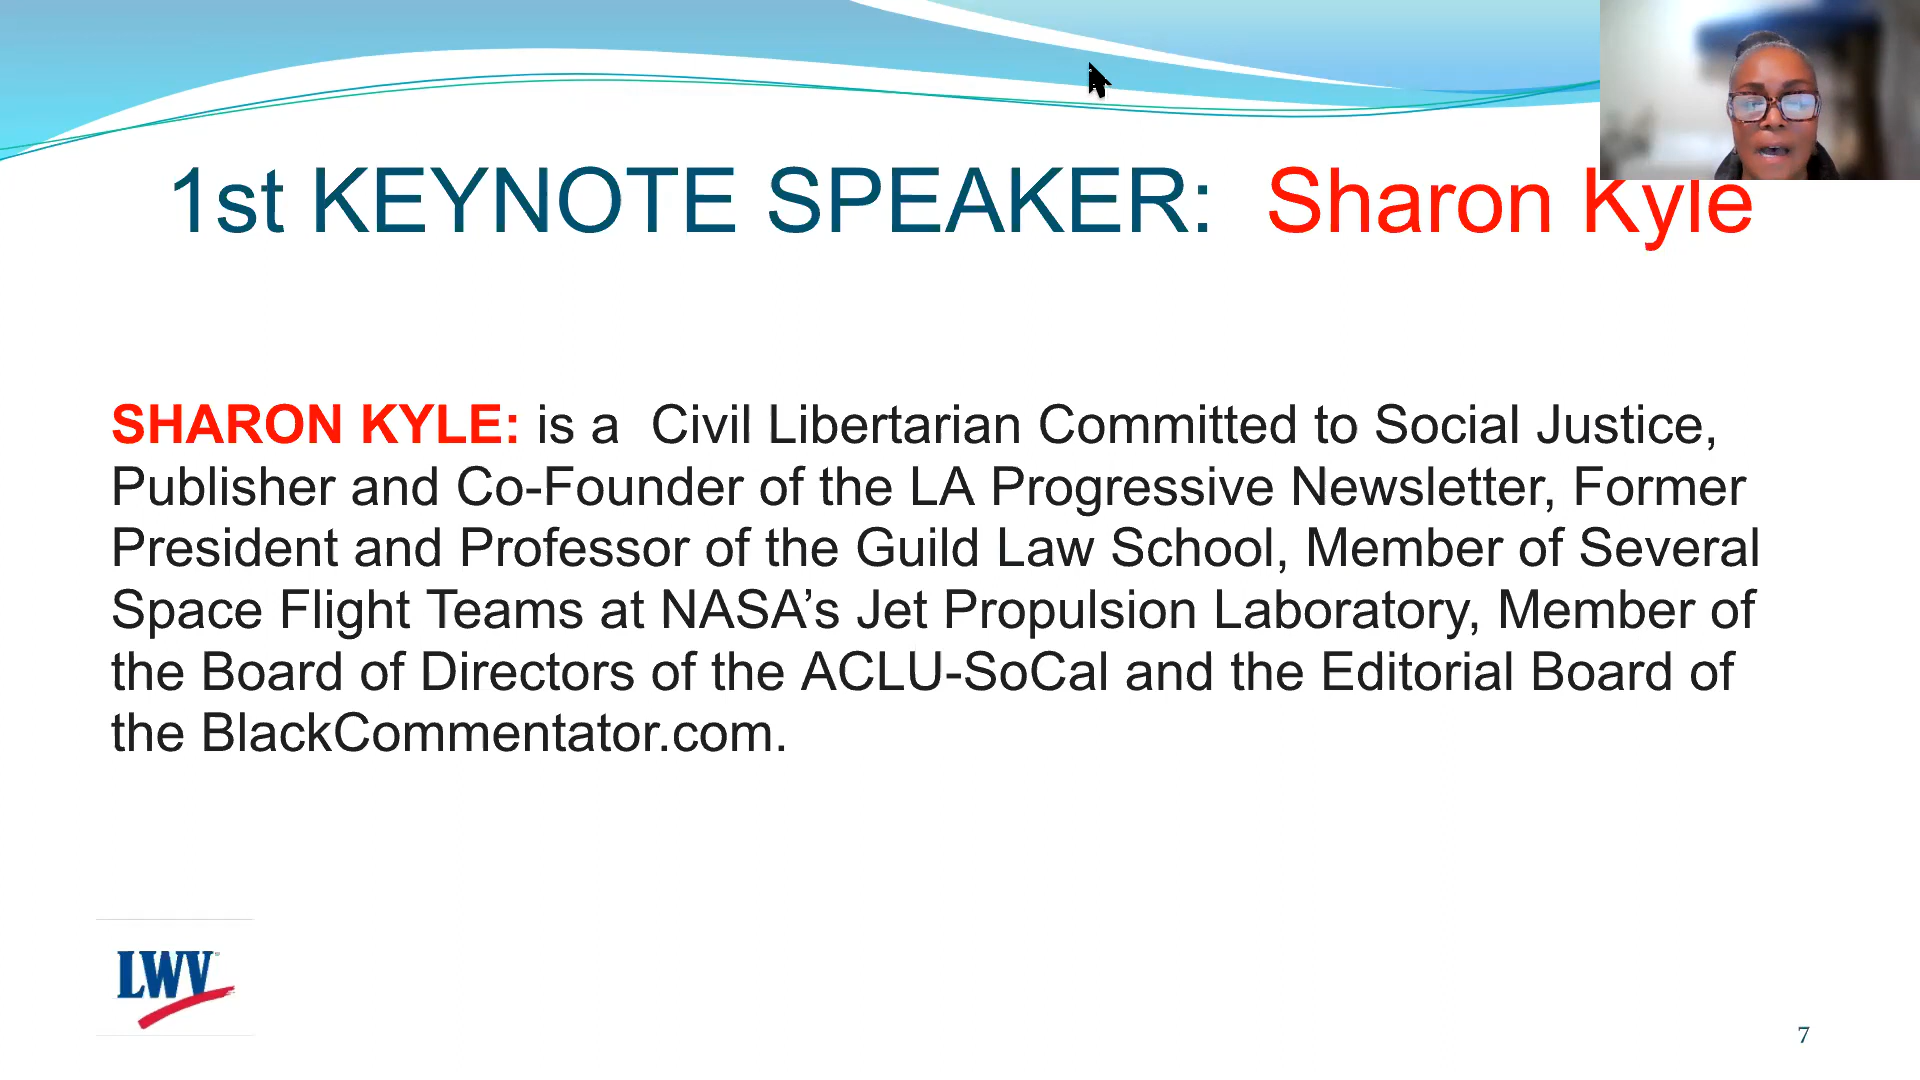 1st KEYNOTE SPEAKER: Sharon Kyle
SHARON KYLE: is a Civil Libertarian Committed to Social Justice,
Publisher and Co-Founder of the LA Progressive Newsletter, Former
President and Professor of the Guild Law School, Member of Several
Space Flight Teams at NASA’s Jet Propulsion Laboratory, Member of
the Board of Directors of the ACLU-SoCal and the Editorial Board of
the BlackCommentator.com.
LWV
7